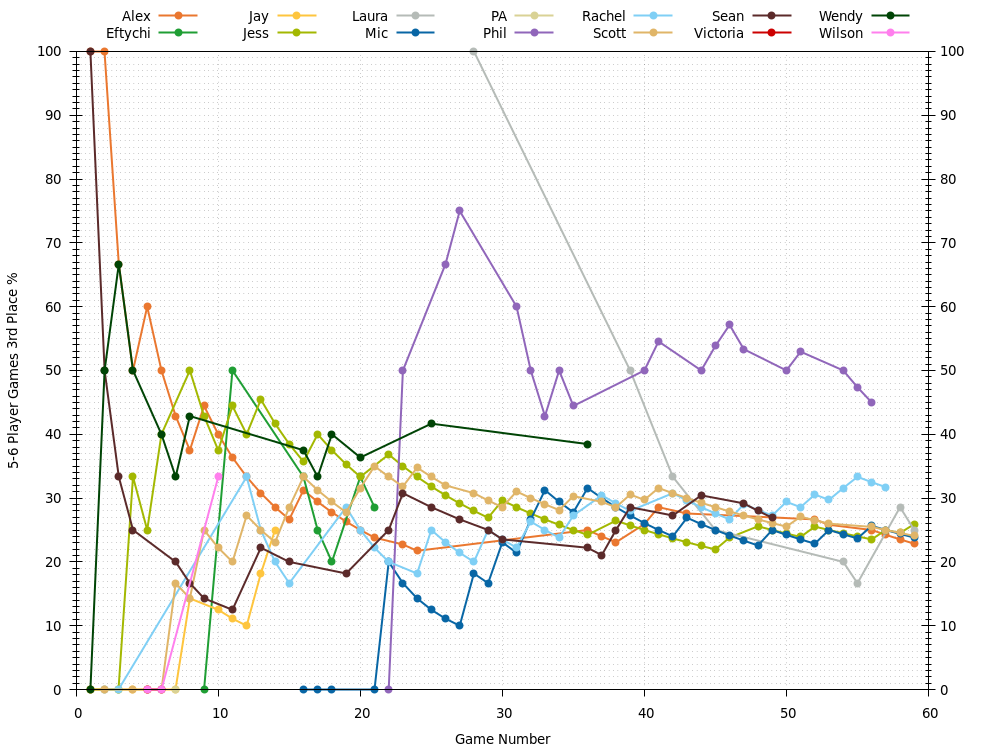 Alex Jay Laura PA Rachel Sean Wendy
Eftychi Jess Mic Phil Scott Victoria Wilson
100 100
90 90
80 80
70 70
60 60
50 50
40 40
30 30
20 20
10 10
0 0
0 10 20 30 40 50 60
5-6 Player Games 3rd Place %
Game Number